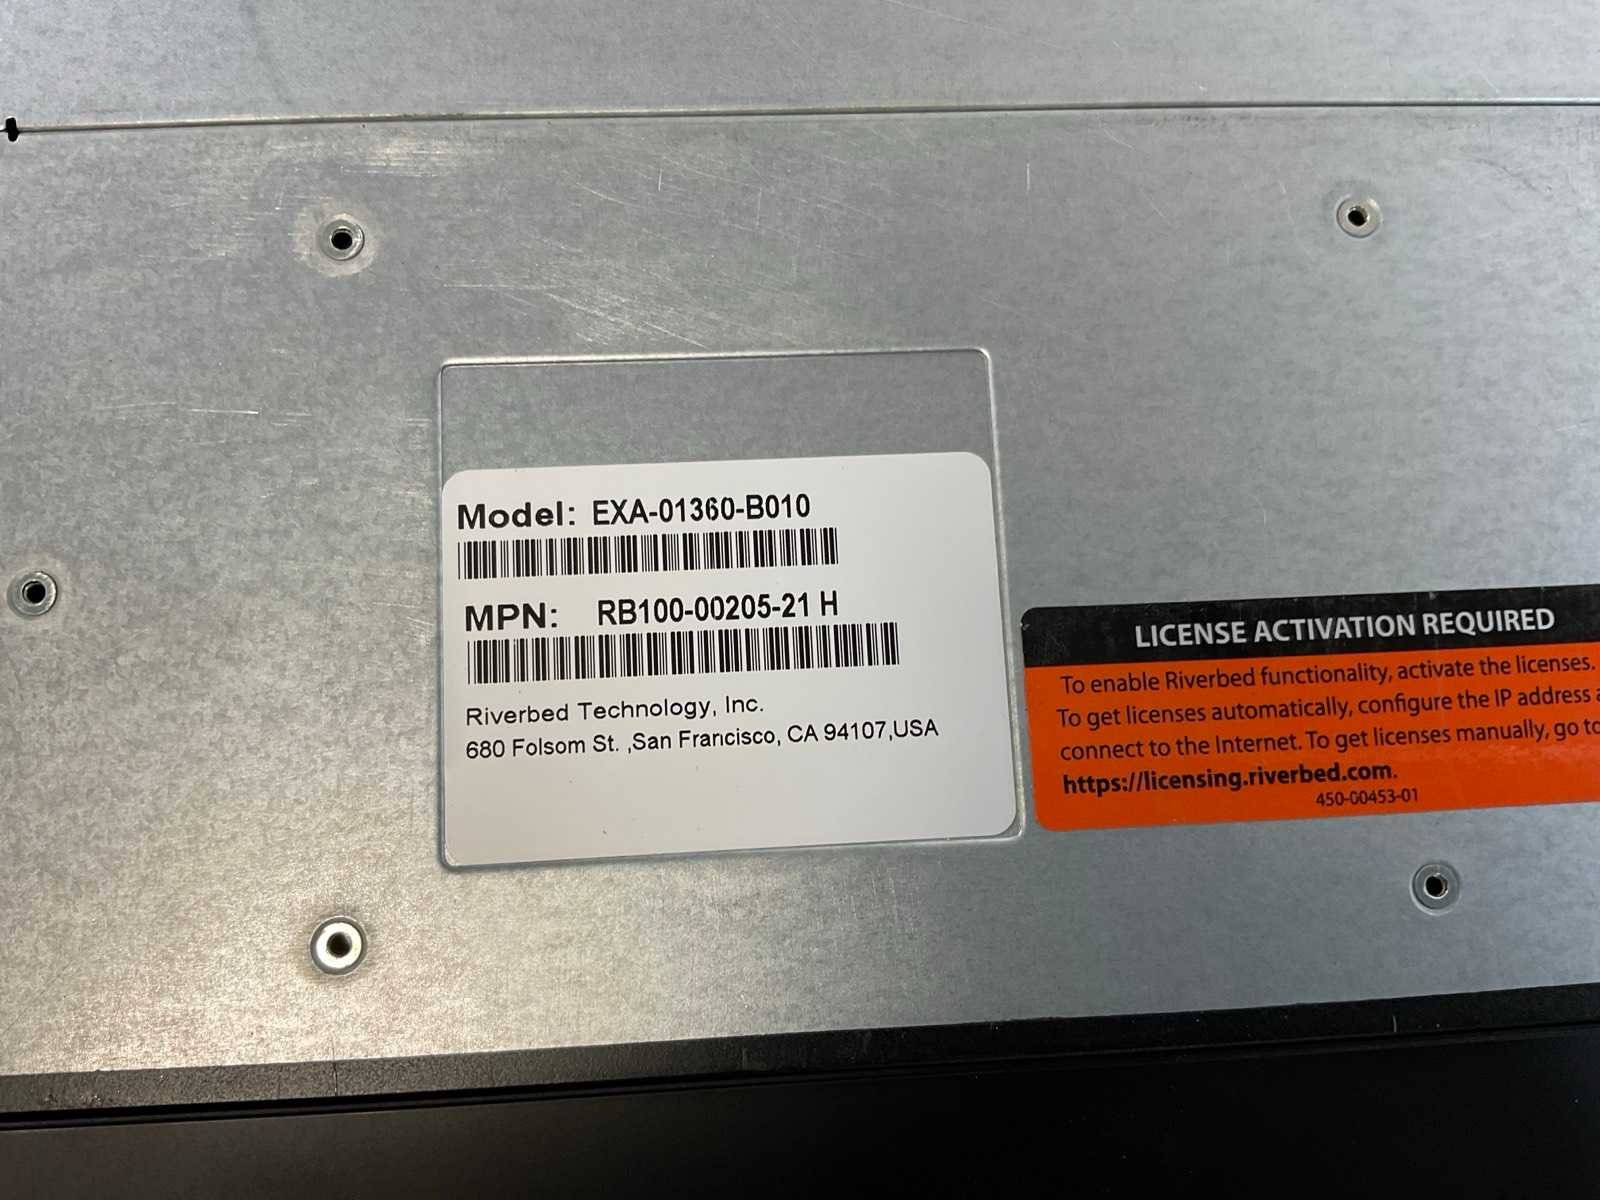 Model: EXA-01360-B010
MPN: RB100-00205-21 H
Riverbed Technology, Inc.
680 Folsom St. ,San Francisco, CA 94107,USA
LICENSE ACTIVATION REQUIRED
To enable Riverbed functionality, activate the licenses.
To get licenses automatically, configure the IP address
connect to the Internet. To get licenses manually, go to
https://licensing.riverbed.com.
450-00453-01